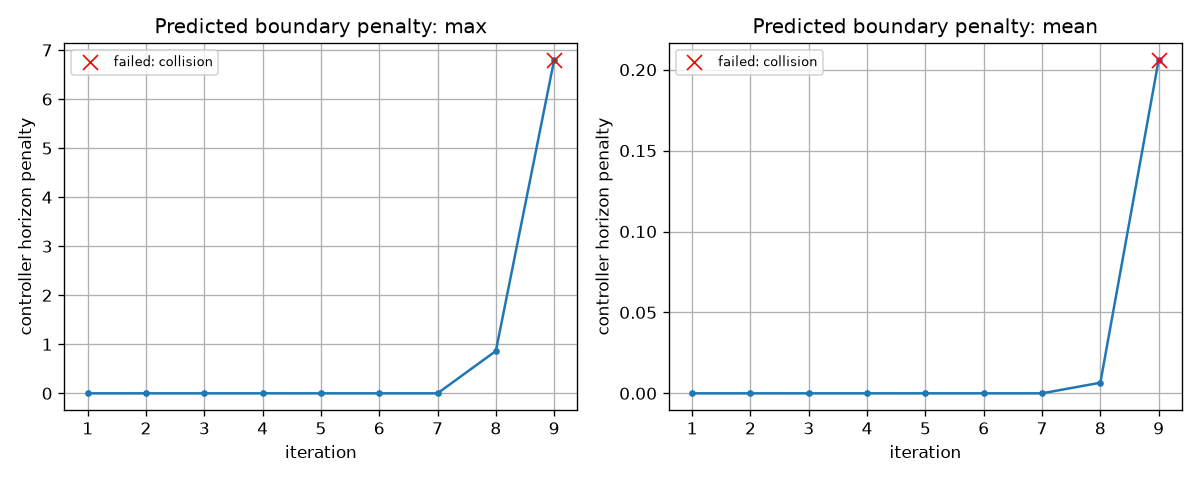 Predicted boundary penalty: max
failed: collision
controller horizon penalty
7
6
5
4
3
2
1
0
1 2 3 4 5 6 7 8 9
iteration
Predicted boundary penalty: mean
failed: collision
controller horizon penalty
0.20
0.15
0.10
0.05
0.00
1 2 3 4 5 6 7 8 9
iteration